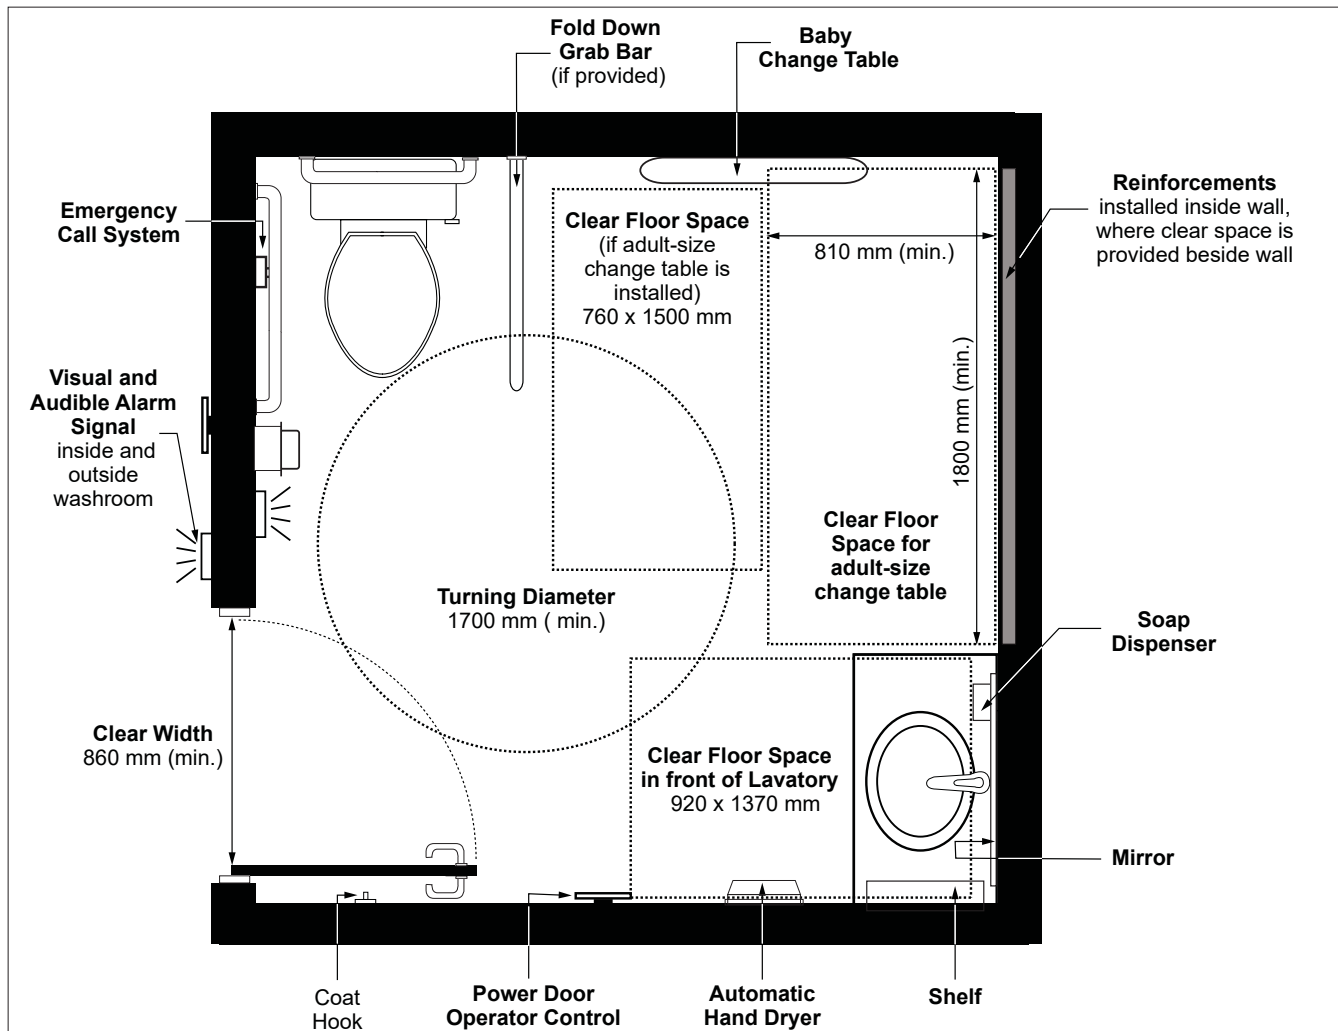 Fold Down
Grab Bar
(if provided)
Baby
Change Table
Emergency
Call System
Clear Floor Space
(if adult-size
change table is
installed)
760 x 1500 mm
810 mm (min.)
Reinforcements
installed inside wall,
where clear space is
provided beside wall
Visual and
Audible Alarm
Signal
inside and
outside
washroom
1800 mm (min.)
Clear Floor
Space for
adult-size
change table
Turning Diameter
1700 mm ( min.)
Soap
Dispenser
Clear Width
860 mm (min.)
Clear Floor Space
in front of Lavatory
920 x 1370 mm
Mirror
Coat
Hook
Power Door
Operator Control
Automatic
Hand Dryer
Shelf